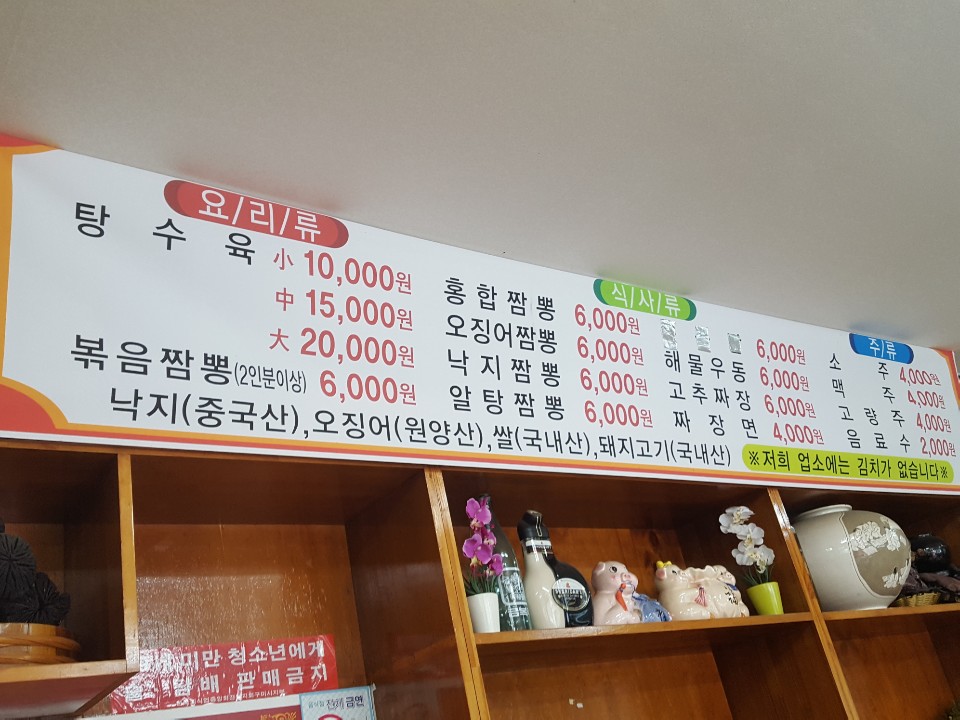 요/리/류
탕수육 小 10,000원
中 15,000원
大 20,000원
볶음짬뽕(2인분이상) 6,000원
식/사/류
홍합짬뽕 6,000원
오징어짬뽕 6,000원
낙지짬뽕 6,000원
알탕짬뽕 6,000원
6,000원
해물우동 6,000원
고추짜장 6,000원
짜장면 4,000원
주/류
소주 4,000원
맥주 4,000원
고량주 4,000원
음료수 2,000원
낙지(중국산),오징어(원양산),쌀(국내산),돼지고기(국내산)
※저희 업소에는 김치가 없습니다※
미만 청소년에게
담배 판매금지